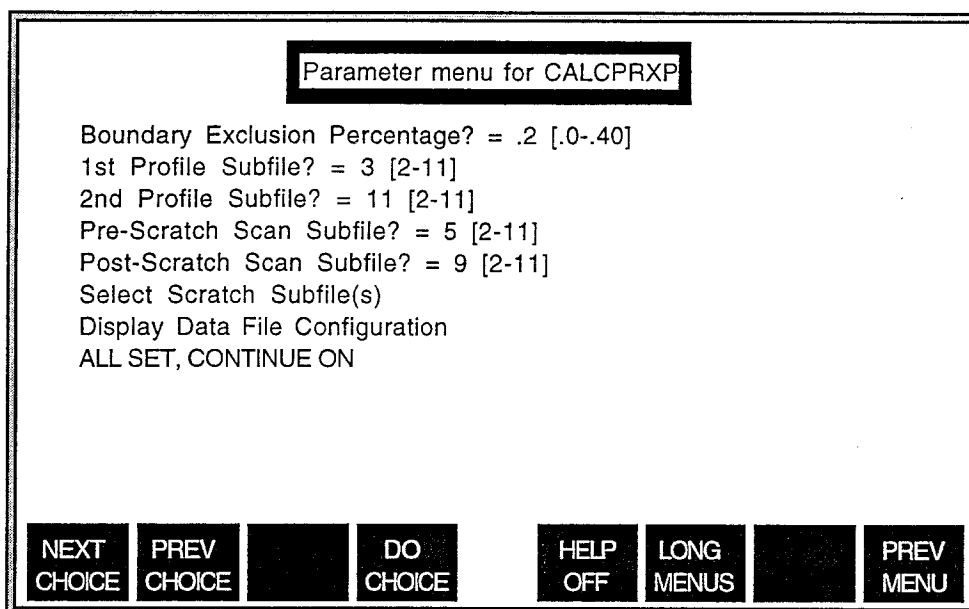 Parameter menu for CALCPRXP
Boundary Exclusion Percentage? = .2 [.0-.40]
1st Profile Subfile? = 3 [2-11]
2nd Profile Subfile? = 11 [2-11]
Pre-Scratch Scan Subfile? = 5 [2-11]
Post-Scratch Scan Subfile? = 9 [2-11]
Select Scratch Subfile(s)
Display Data File Configuration
ALL SET, CONTINUE ON
NEXT CHOICE
PREV CHOICE
DO CHOICE
HELP OFF
LONG MENUS
PREV MENU